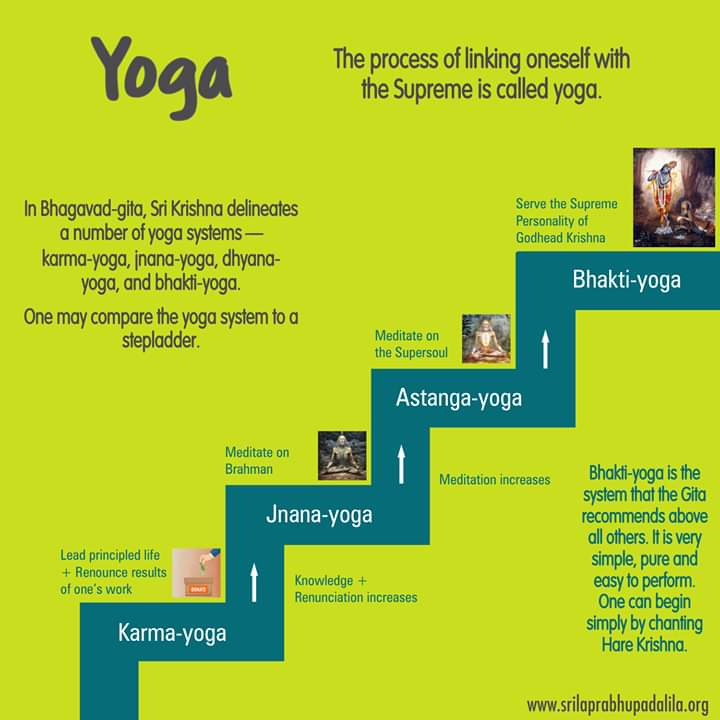 Yoga
The process of linking oneself with
the Supreme is called yoga.
In Bhagavad-gita, Sri Krishna delineates
a number of yoga systems —
karma-yoga, jnana-yoga, dhyana-
yoga, and bhakti-yoga.
One may compare the yoga system to a
stepladder.
Serve the Supreme
Personality of
Godhead Krishna
Bhakti-yoga
Meditate on
the Supersoul
Astanga-yoga
Meditation increases
Meditate on
Brahman
Jnana-yoga
Knowledge +
Renunciation increases
Lead principled life
+ Renounce results
of one's work
DONATE
Karma-yoga
Bhakti-yoga is the
system that the Gita
recommends above
all others. It is very
simple, pure and
easy to perform.
One can begin
simply by chanting
Hare Krishna.
www.srilaprabhupadalila.org